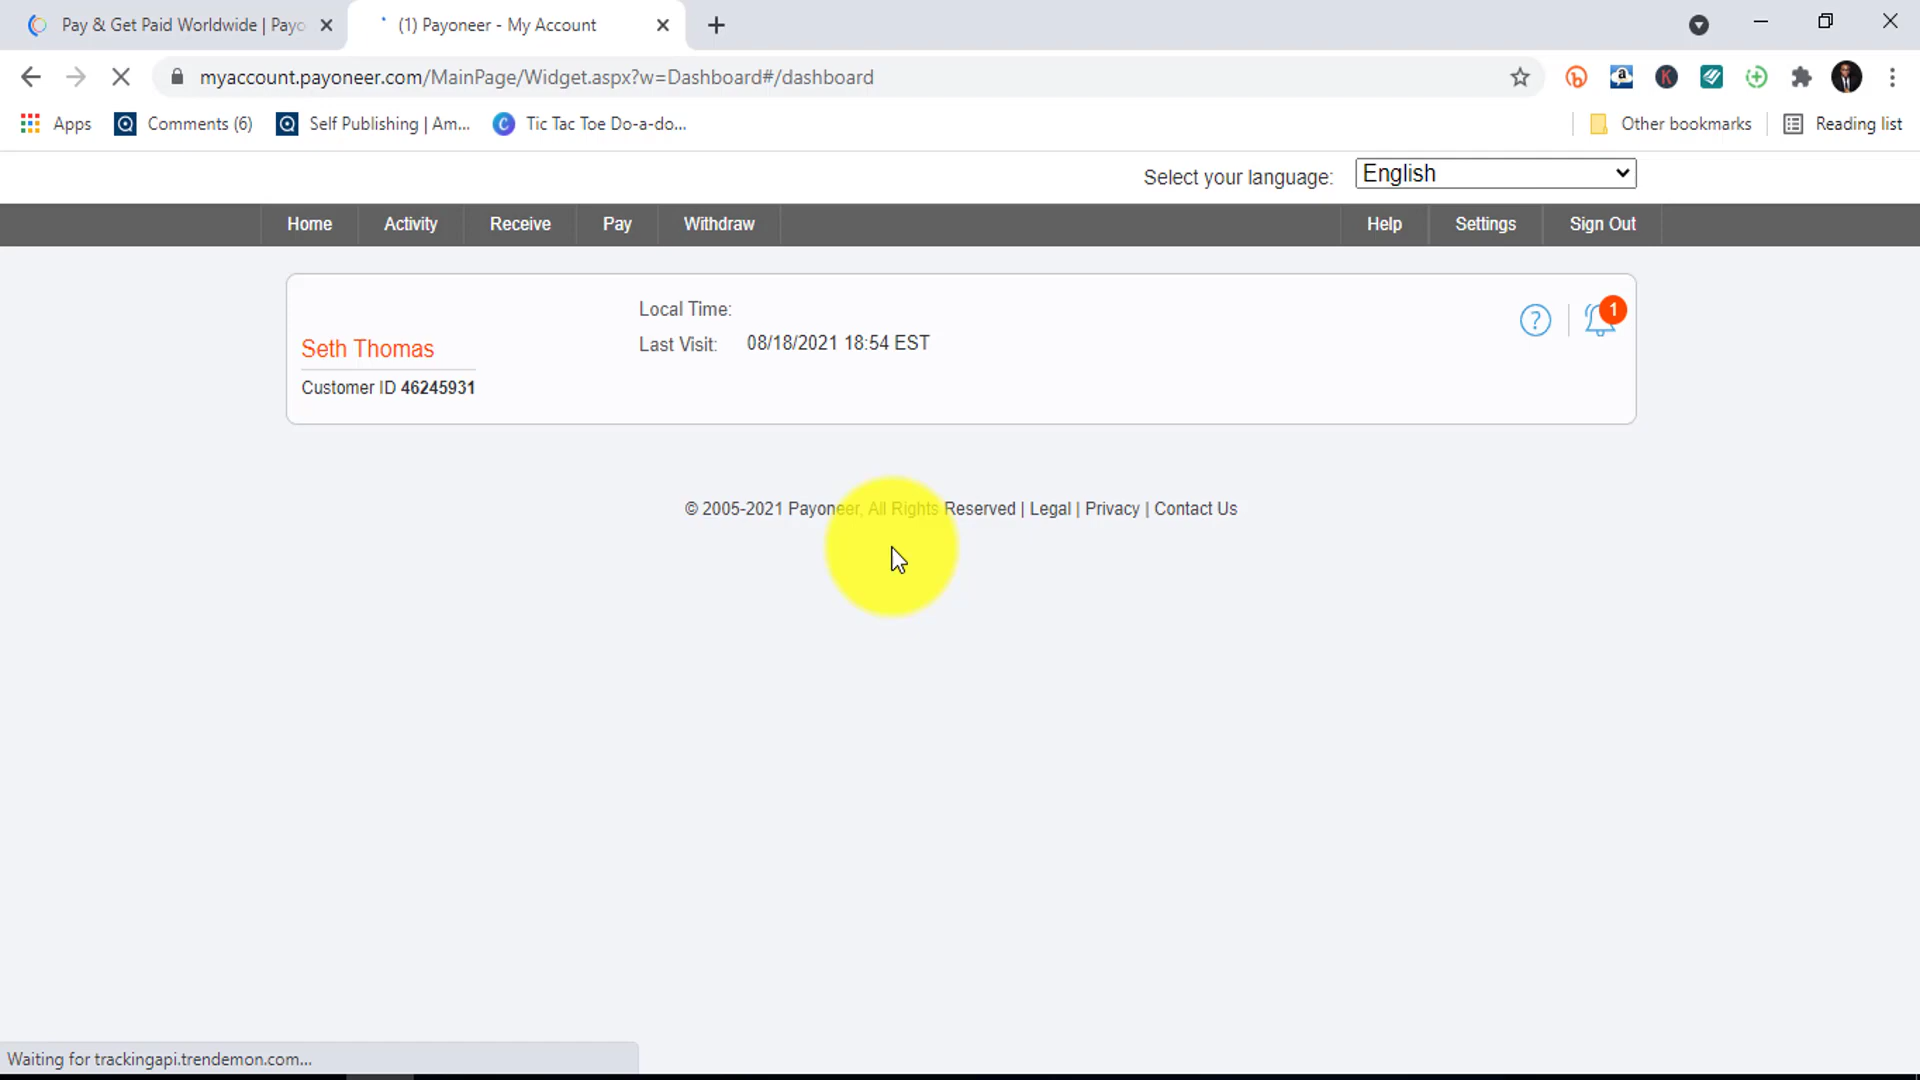 Pay & Get Paid Worldwide | Payo
(1) Payoneer - My Account
myaccount.payoneer.com/MainPage/Widget.aspx?w=Dashboard#/dashboard
Apps
Comments (6)
Self Publishing | Am...
Tic Tac Toe Do-a-do...
Other bookmarks
Reading list
Select your language:
English
Home
Activity
Receive
Pay
Withdraw
Help
Settings
Sign Out
Seth Thomas
Customer ID 46245931
Local Time:
Last Visit: 08/18/2021 18:54 EST
?
1
© 2005-2021 Payoneer, All Rights Reserved | Legal | Privacy | Contact Us
Waiting for trackingapi.trendemon.com...